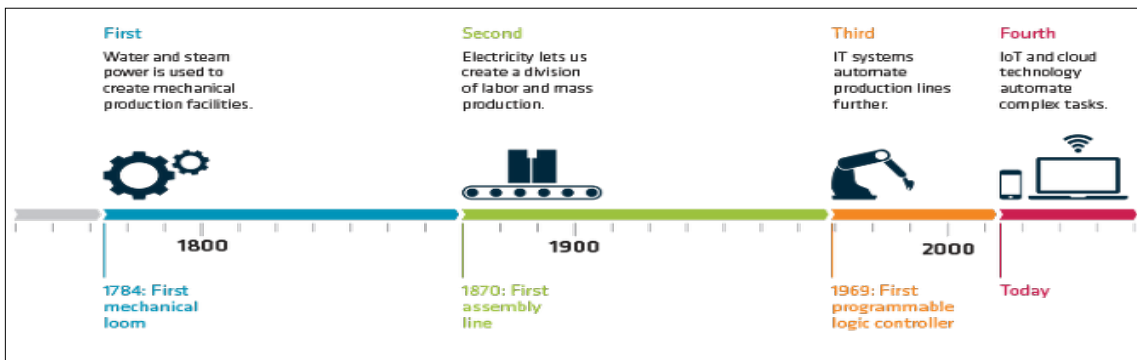 First
Water and steam
power is used to
create mechanical
production facilities.
Second
Electricity lets us
create a division
of labor and mass
production.
Third
IT systems
automate
production lines
further.
Fourth
IoT and cloud
technology
automate
complex tasks.
1800
1900
2000
1784: First
mechanical
loom
1870: First
assembly
line
1969: First
programmable
logic controller
Today